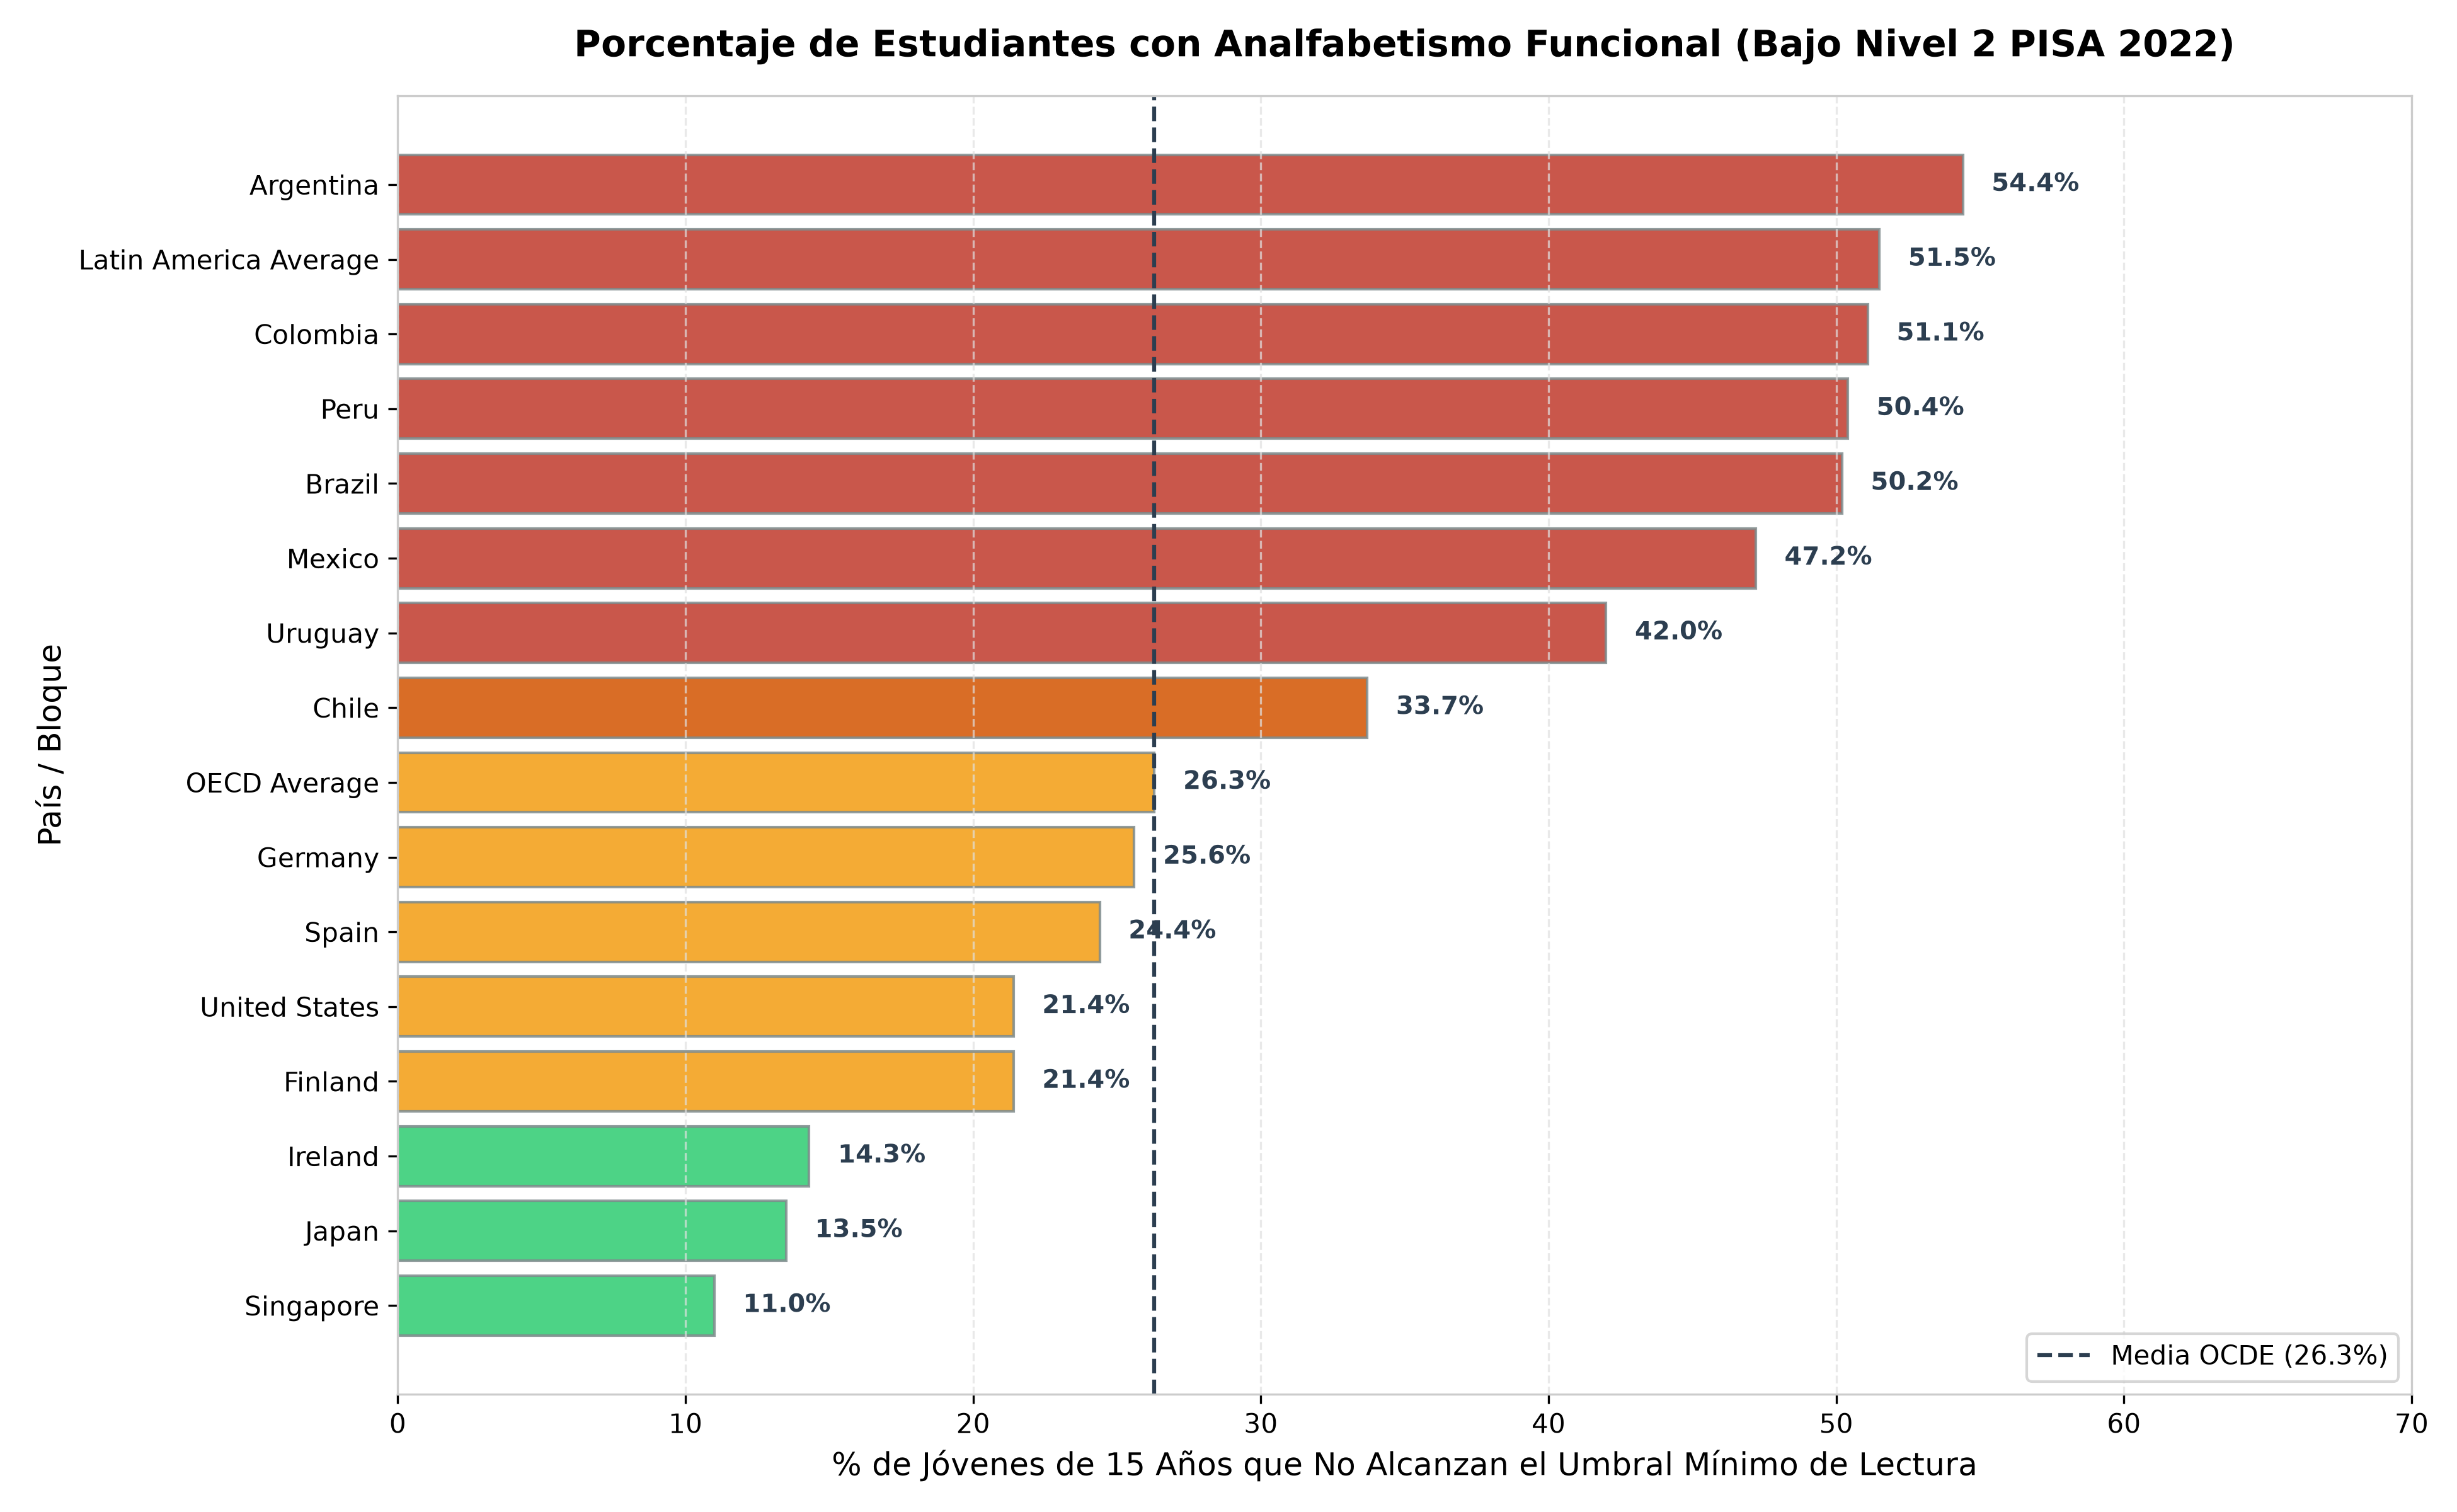 Porcentaje de Estudiantes con Analfabetismo Funcional (Bajo Nivel 2 PISA 2022)
País / Bloque
Argentina 54.4%
Latin America Average 51.5%
Colombia 51.1%
Peru 50.4%
Brazil 50.2%
Mexico 47.2%
Uruguay 42.0%
Chile 33.7%
OECD Average 26.3%
Germany 25.6%
Spain 24.4%
United States 21.4%
Finland 21.4%
Ireland 14.3%
Japan 13.5%
Singapore 11.0%
Media OCDE (26.3%)
0 10 20 30 40 50 60 70
% de Jóvenes de 15 Años que No Alcanzan el Umbral Mínimo de Lectura